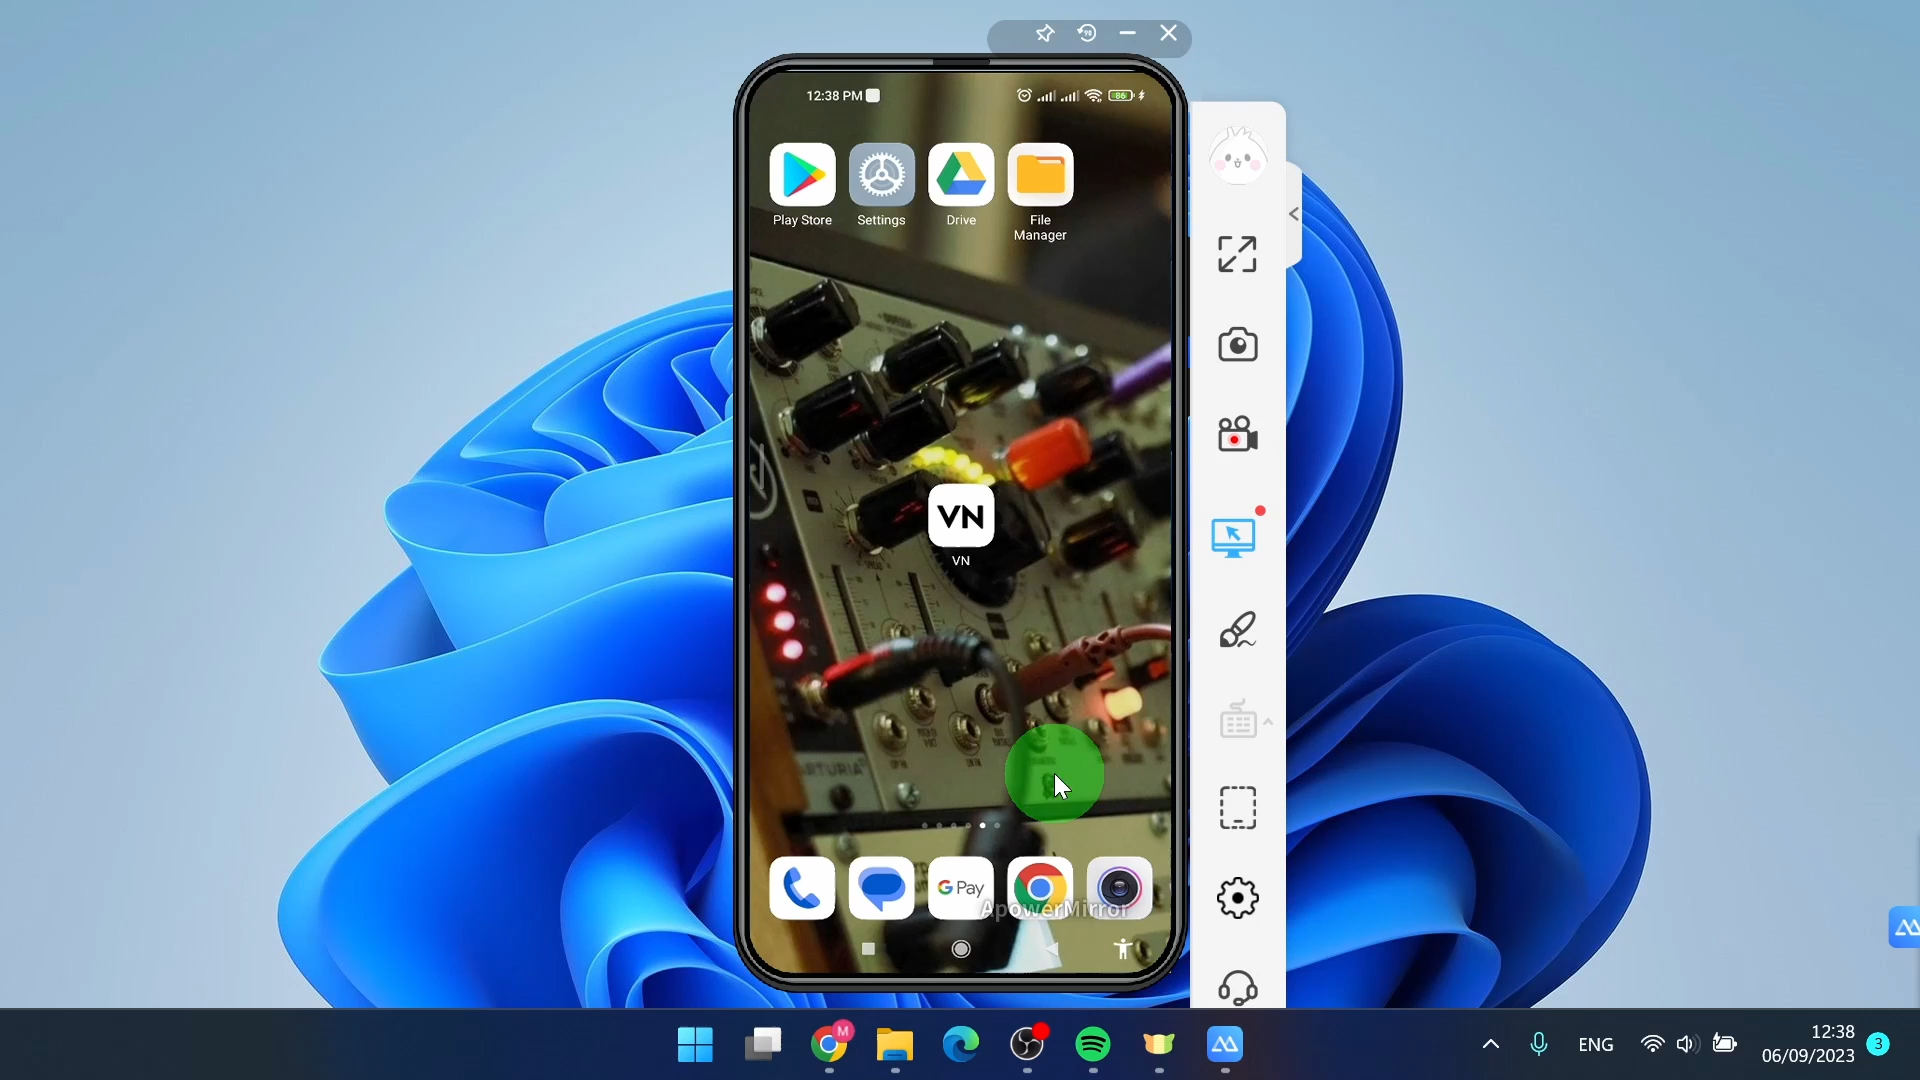 12:38 PM
86
Play Store
Settings
Drive
File
Manager
VN
VN
G Pay
ApowerMirror
M
ENG
12:38
06/09/2023
3